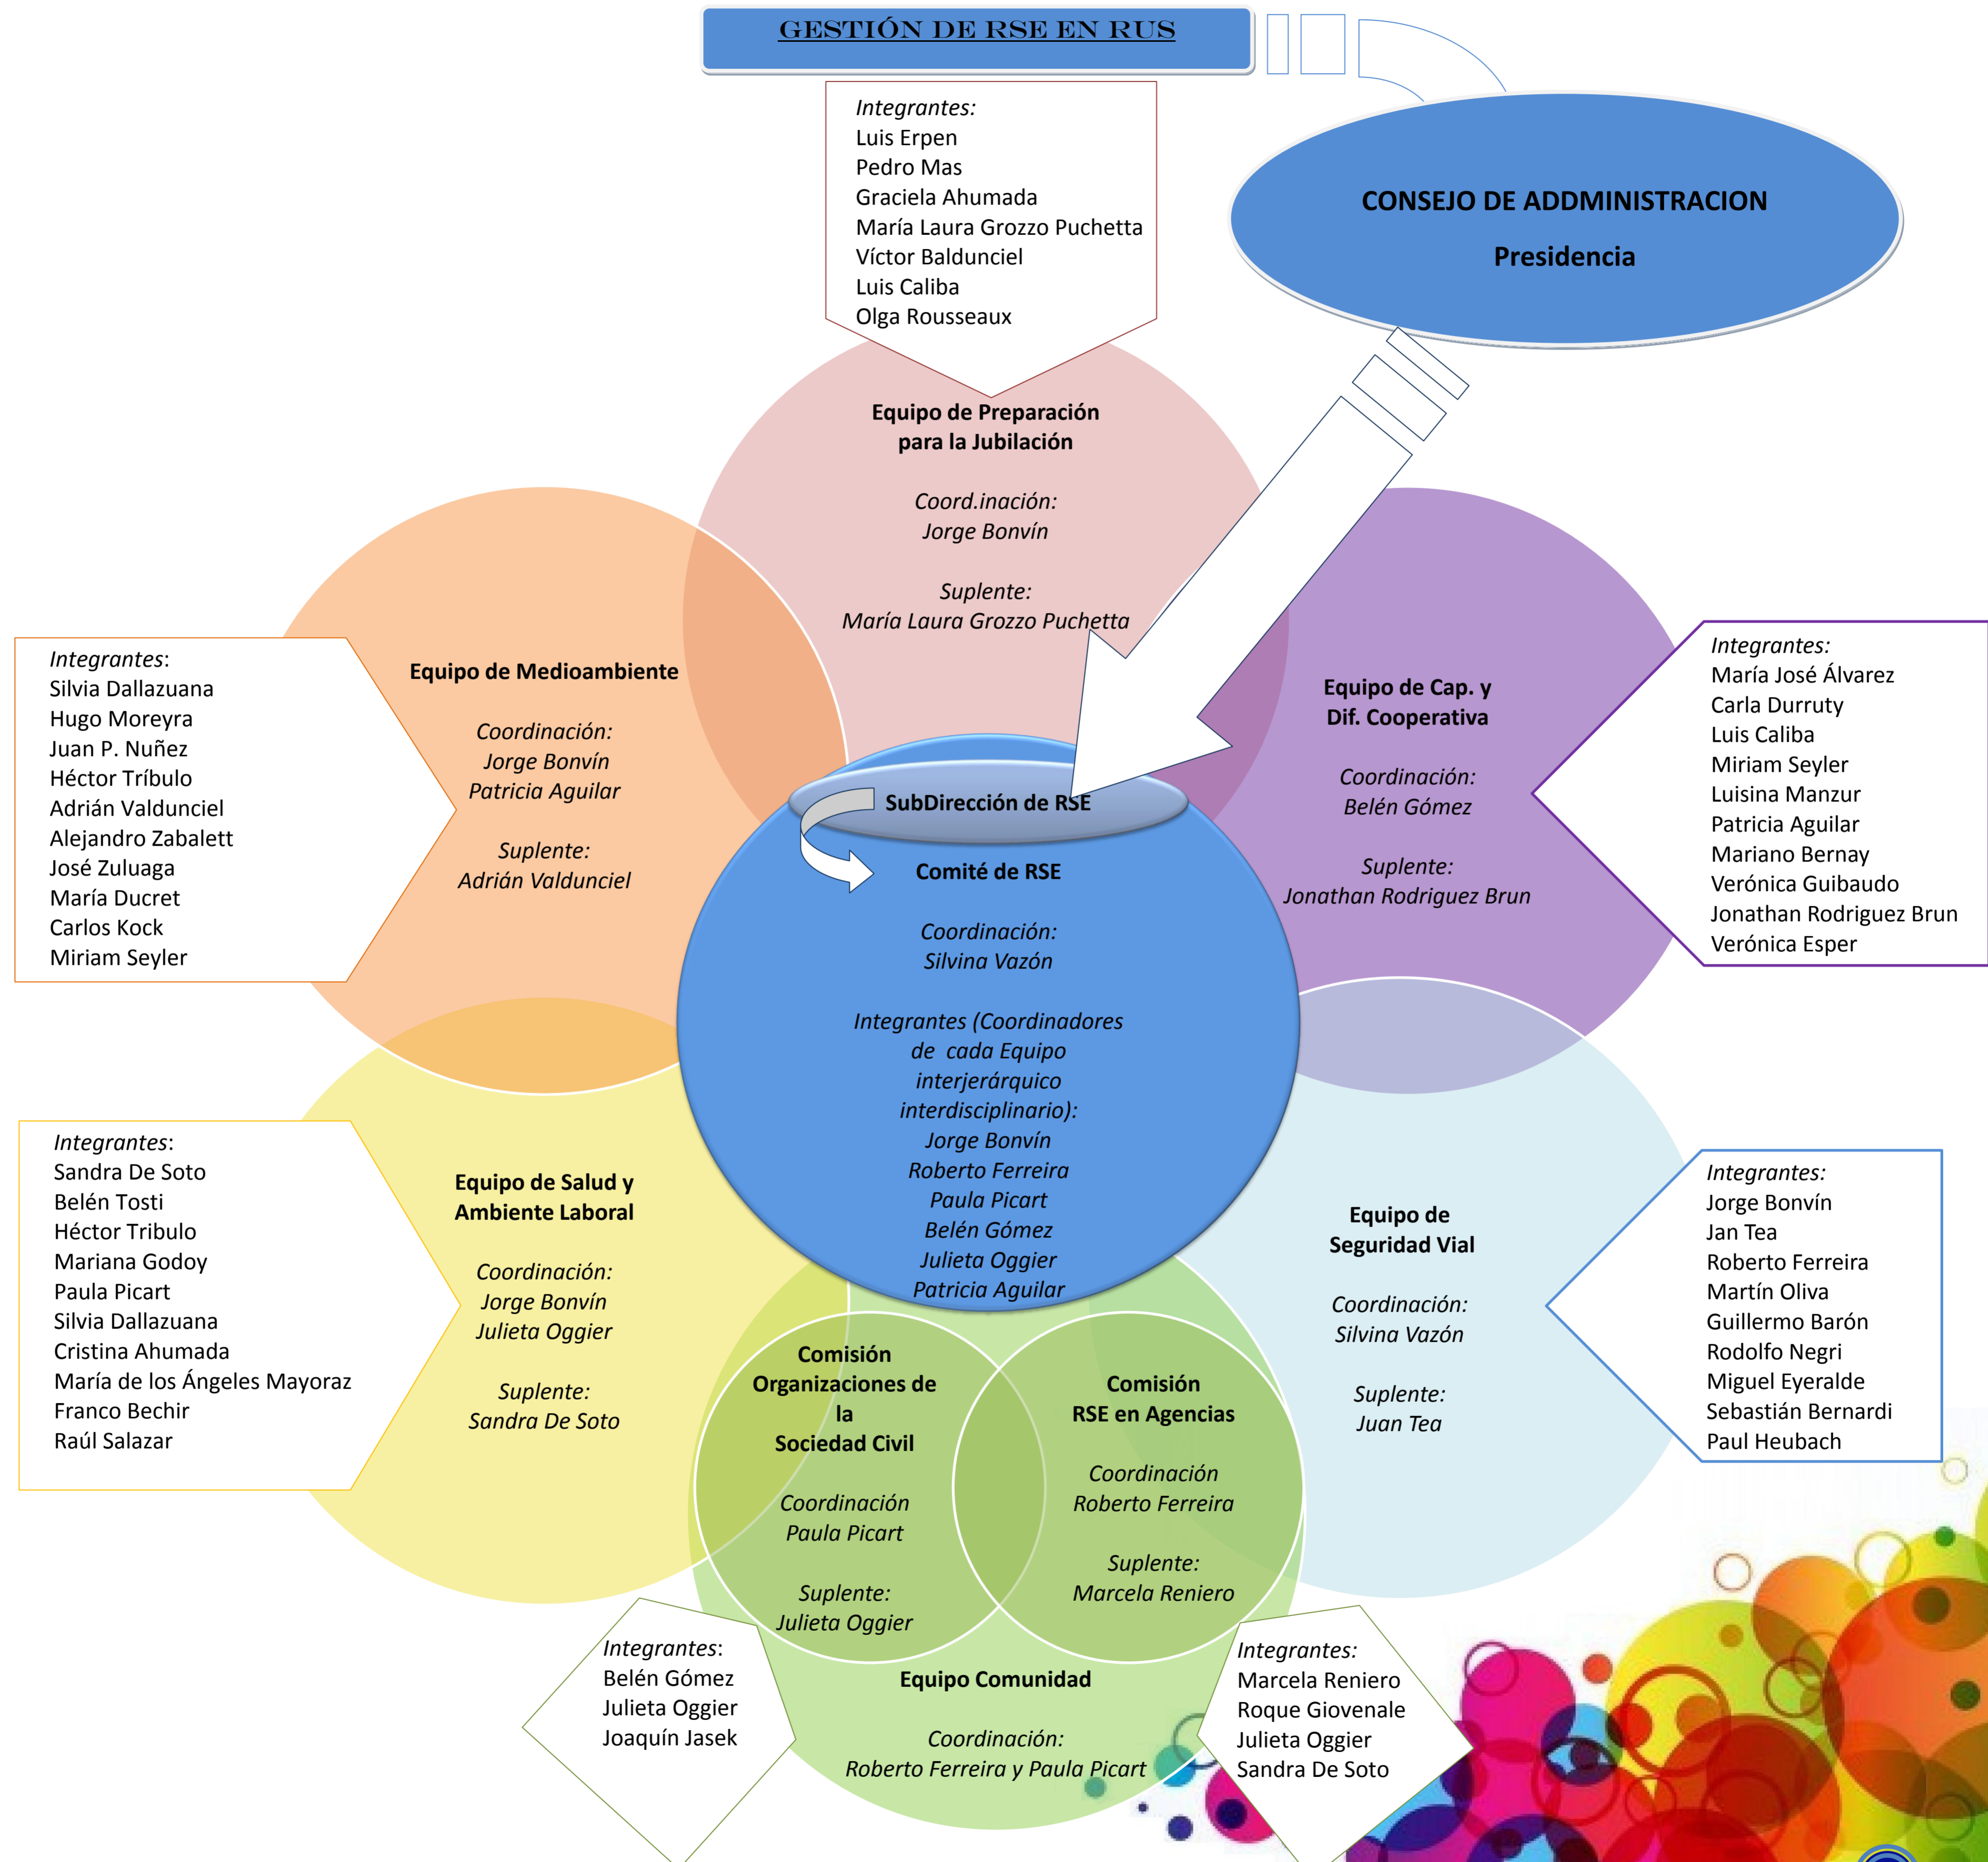 GESTIÓN DE RSE EN RUS
CONSEJO DE ADDMINISTRACION
Presidencia
Integrantes:
Luis Erpen
Pedro Mas
Graciela Ahumada
María Laura Grozzo Puchetta
Víctor Baldunciel
Luis Caliba
Olga Rousseaux
Equipo de Preparación
para la Jubilación
Coord.inación:
Jorge Bonvín
Suplente:
María Laura Grozzo Puchetta
Integrantes:
Silvia Dallazuana
Hugo Moreyra
Juan P. Nuñez
Héctor Tríbulo
Adrián Valdunciel
Alejandro Zabalett
José Zuluaga
María Ducret
Carlos Kock
Miriam Seyler
Equipo de Medioambiente
Coordinación:
Jorge Bonvín
Patricia Aguilar
Suplente:
Adrián Valdunciel
Equipo de Cap. y
Dif. Cooperativa
Coordinación:
Belén Gómez
Suplente:
Jonathan Rodriguez Brun
Integrantes:
María José Álvarez
Carla Durruty
Luis Caliba
Miriam Seyler
Luisina Manzur
Patricia Aguilar
Mariano Bernay
Verónica Guibaudo
Jonathan Rodriguez Brun
Verónica Esper
SubDirección de RSE
Comité de RSE
Coordinación:
Silvina Vazón
Integrantes (Coordinadores
de cada Equipo
interjerárquico
interdisciplinario):
Jorge Bonvín
Roberto Ferreira
Paula Picart
Belén Gómez
Julieta Oggier
Patricia Aguilar
Integrantes:
Sandra De Soto
Belén Tosti
Héctor Tribulo
Mariana Godoy
Paula Picart
Silvia Dallazuana
Cristina Ahumada
María de los Ángeles Mayoraz
Franco Bechir
Raúl Salazar
Equipo de Salud y
Ambiente Laboral
Coordinación:
Jorge Bonvín
Julieta Oggier
Suplente:
Sandra De Soto
Equipo de
Seguridad Vial
Coordinación:
Silvina Vazón
Suplente:
Juan Tea
Integrantes:
Jorge Bonvín
Jan Tea
Roberto Ferreira
Martín Oliva
Guillermo Barón
Rodolfo Negri
Miguel Eyeralde
Sebastián Bernardi
Paul Heubach
Comisión
Organizaciones de
la
Sociedad Civil
Coordinación
Paula Picart
Suplente:
Julieta Oggier
Comisión
RSE en Agencias
Coordinación
Roberto Ferreira
Suplente:
Marcela Reniero
Integrantes:
Belén Gómez
Julieta Oggier
Joaquín Jasek
Equipo Comunidad
Coordinación:
Roberto Ferreira y Paula Picart
Integrantes:
Marcela Reniero
Roque Giovenale
Julieta Oggier
Sandra De Soto